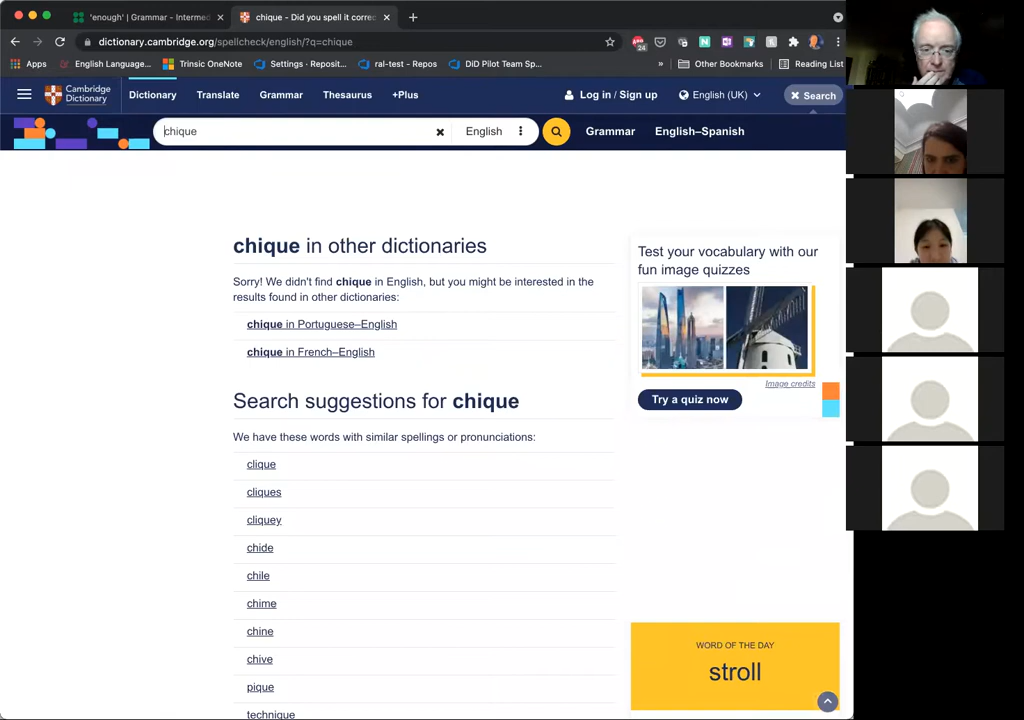 'enough' | Grammar - Intermed
chique - Did you spell it correc
dictionary.cambridge.org/spellcheck/english/?q=chique
24
Apps
English Language...
Trinsic OneNote
Settings · Reposit...
ral-test - Repos
DiD Pilot Team Sp...
»
Other Bookmarks
Reading List
Cambridge
Dictionary
Dictionary
Translate
Grammar
Thesaurus
+Plus
Log in / Sign up
English (UK)
Search
chique
English
Grammar
English–Spanish
chique in other dictionaries
Sorry! We didn't find chique in English, but you might be interested in the
results found in other dictionaries:
chique in Portuguese–English
chique in French–English
Search suggestions for chique
We have these words with similar spellings or pronunciations:
clique
cliques
cliquey
chide
chile
chime
chine
chive
pique
technique
Test your vocabulary with our
fun image quizzes
Image credits
Try a quiz now
WORD OF THE DAY
stroll